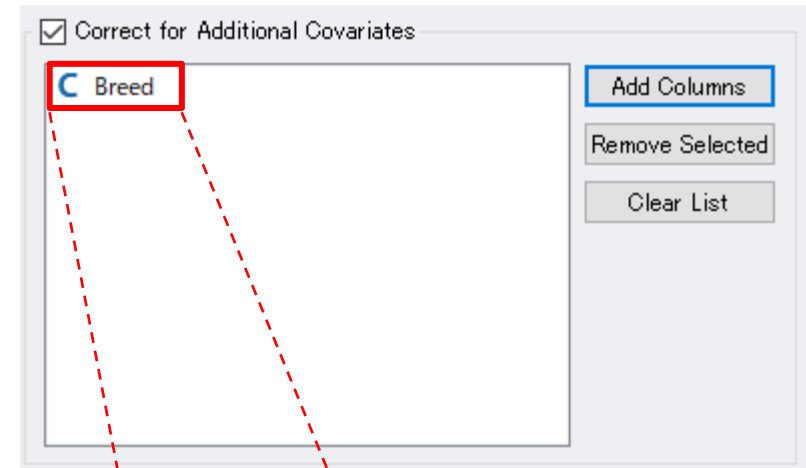 Correct for Additional Covariates
C Breed
Add Columns
Remove Selected
Clear List